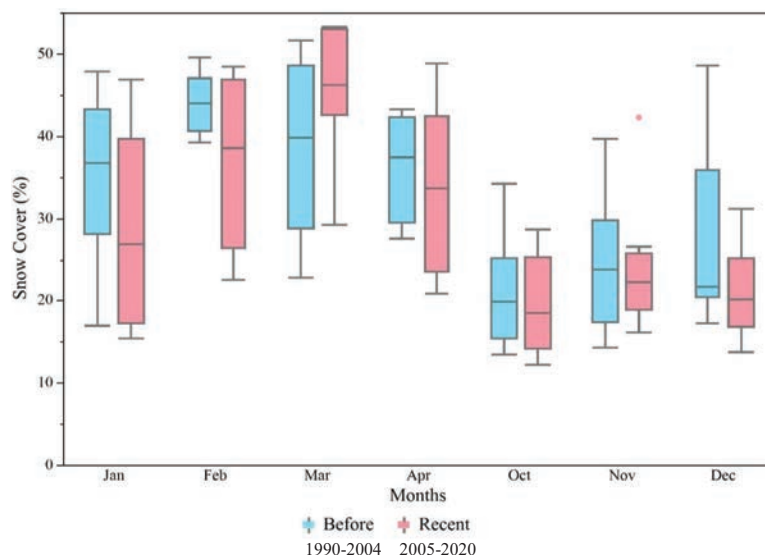 Snow Cover (%)
50
40
30
20
10
0
Jan Feb Mar Apr Oct Nov Dec
Months
Before Recent
1990-2004 2005-2020